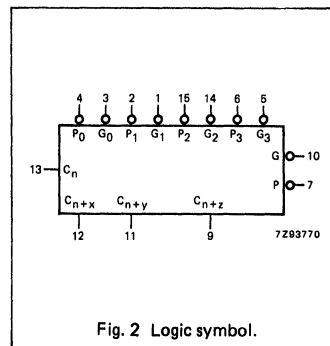 4 3 2 1 15 14 6 5
P0 G0 P1 G1 P2 G2 P3 G3
G 10
13 Cn
P 7
Cn+x Cn+y Cn+z
12 11 9 7Z93770
Fig. 2 Logic symbol.